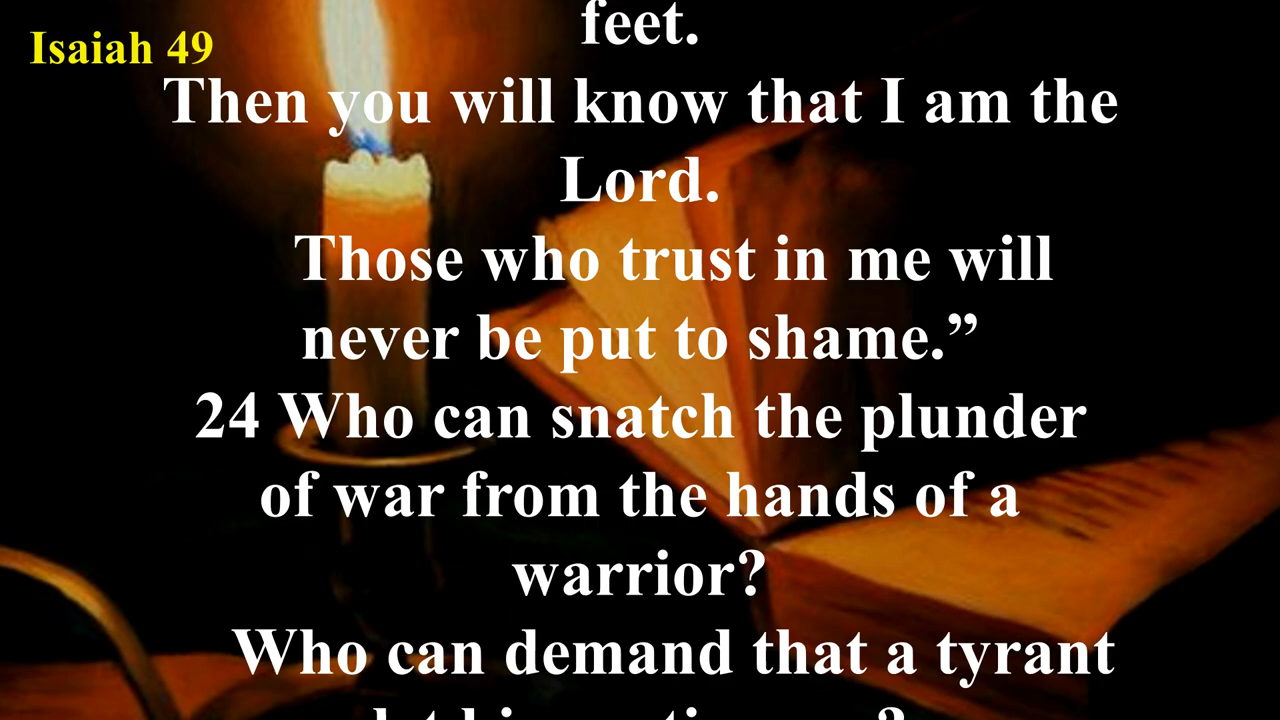 Isaiah 49
feet.
Then you will know that I am the
Lord.
Those who trust in me will
never be put to shame.”
24 Who can snatch the plunder
of war from the hands of a
warrior?
Who can demand that a tyrant